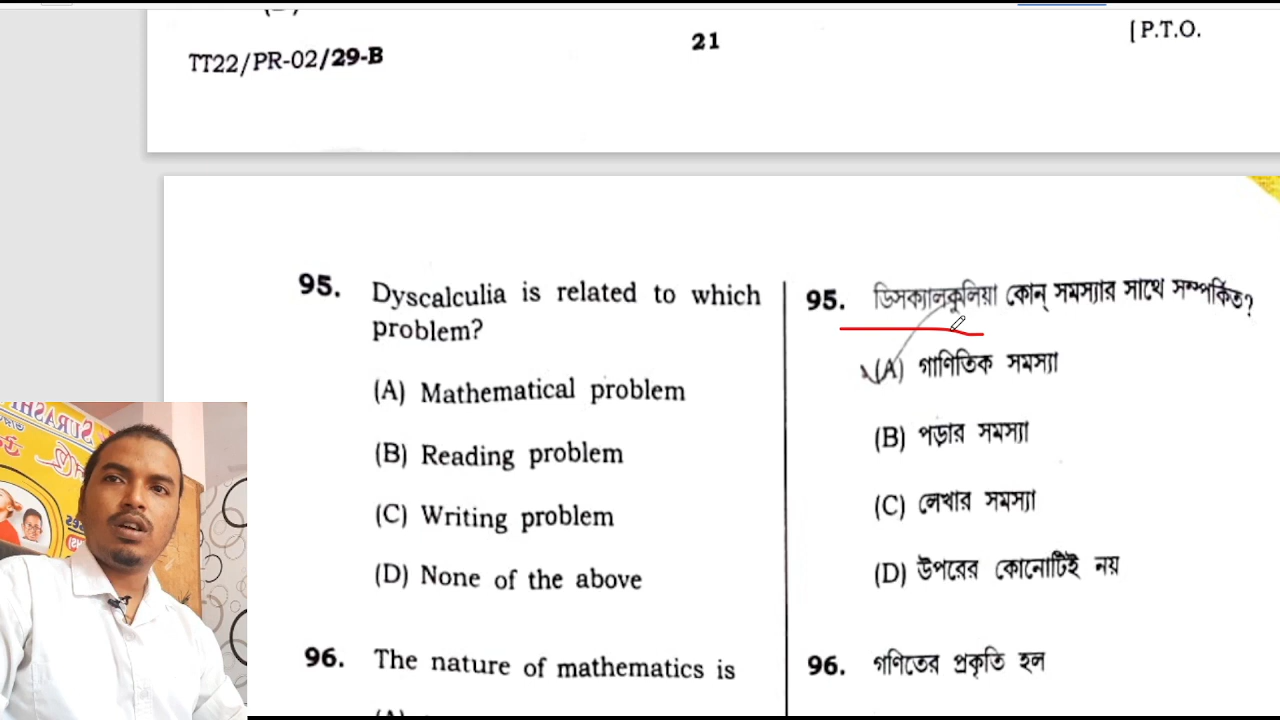 TT22/PR-02/29-B
21
[ P.T.O.
95. Dyscalculia is related to which
problem?
(A) Mathematical problem
(B) Reading problem
(C) Writing problem
(D) None of the above
96. The nature of mathematics is
95. ডিসক্যালকুলিয়া কোন্ সমস্যার সাথে সম্পর্কিত?
(A) গাণিতিক সমস্যা
(B) পড়ার সমস্যা
(C) লেখার সমস্যা
(D) উপরের কোনোটিই নয়
96. গণিতের প্রকৃতি হল